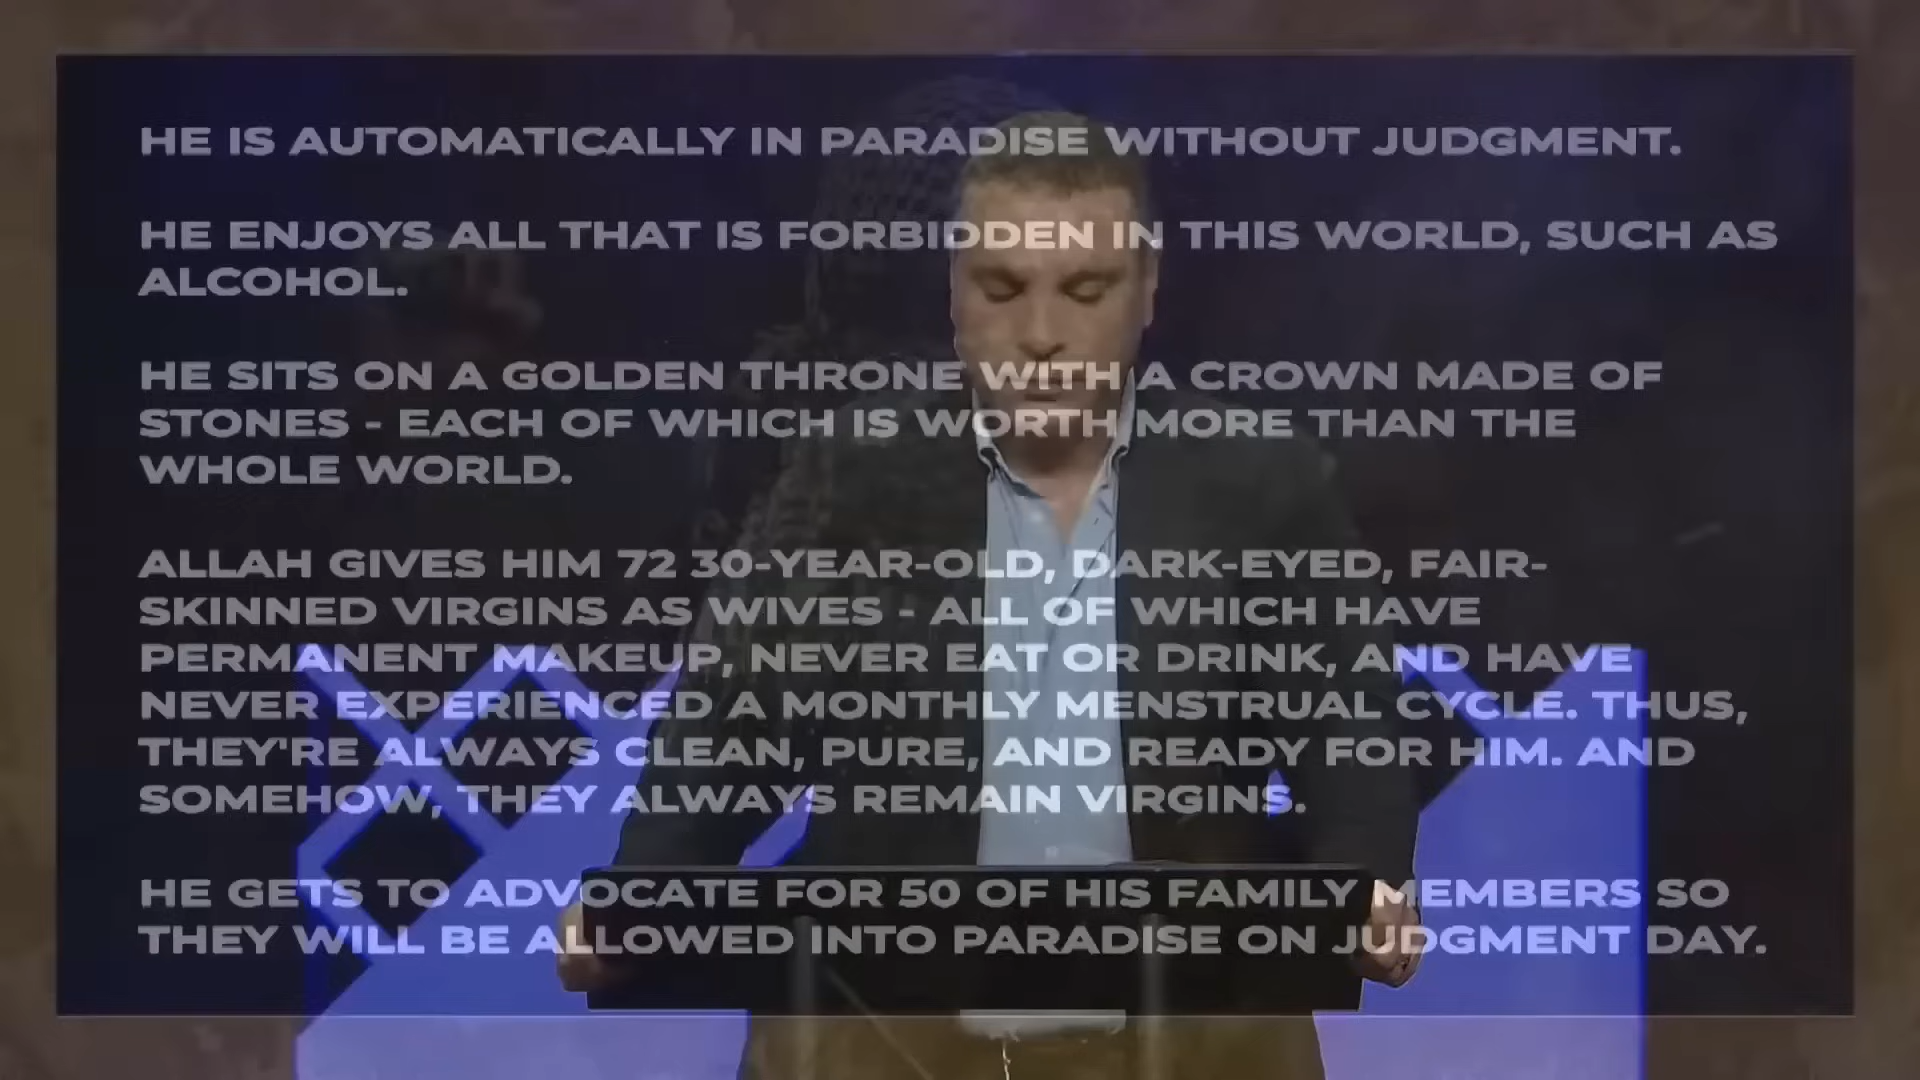 HE IS AUTOMATICALLY IN PARADISE WITHOUT JUDGMENT.
HE ENJOYS ALL THAT IS FORBIDDEN IN THIS WORLD, SUCH AS
ALCOHOL.
HE SITS ON A GOLDEN THRONE WITH A CROWN MADE OF
STONES - EACH OF WHICH IS WORTH MORE THAN THE
WHOLE WORLD.
ALLAH GIVES HIM 72 30-YEAR-OLD, DARK-EYED, FAIR-
SKINNED VIRGINS AS WIVES - ALL OF WHICH HAVE
PERMANENT MAKEUP, NEVER EAT OR DRINK, AND HAVE
NEVER EXPERIENCED A MONTHLY MENSTRUAL CYCLE. THUS,
THEY'RE ALWAYS CLEAN, PURE, AND READY FOR HIM. AND
SOMEHOW, THEY ALWAYS REMAIN VIRGINS.
HE GETS TO ADVOCATE FOR 50 OF HIS FAMILY MEMBERS SO
THEY WILL BE ALLOWED INTO PARADISE ON JUDGMENT DAY.